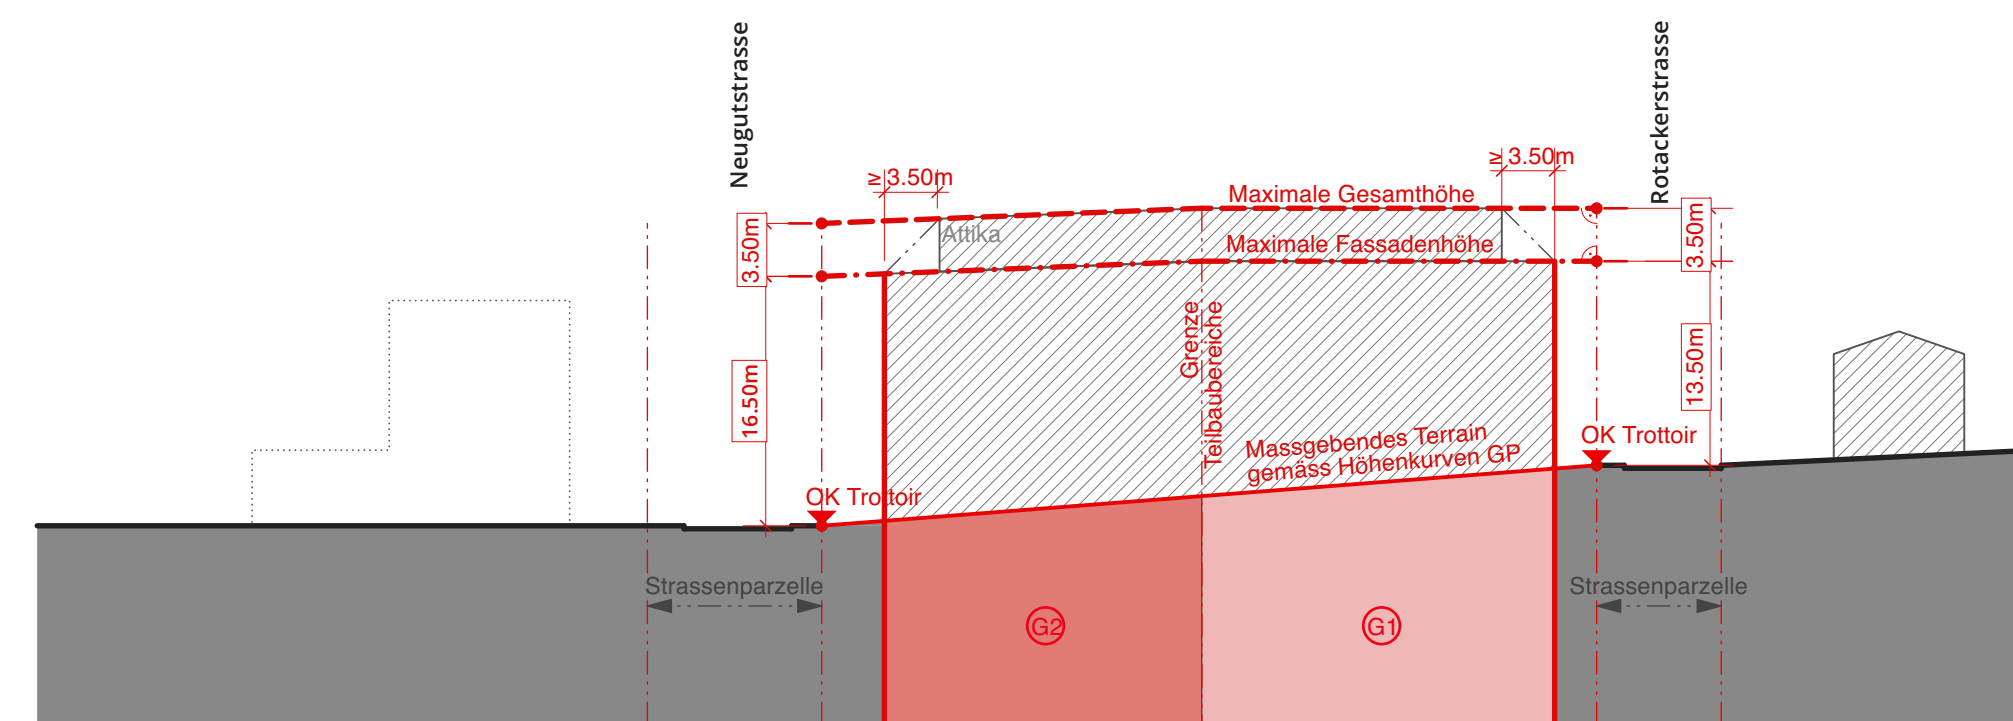 Neugutstrasse
Rotackerstrasse
≥ 3.50m
≥ 3.50m
Maximale Gesamthöhe
3.50m
Attika
Maximale Fassadenhöhe
3.50m
Grenze
Teilbaubereiche
16.50m
13.50m
Massgebendes Terrain
gemäss Höhenkurven GP
OK Trottoir
OK Trottoir
Strassenparzelle
Strassenparzelle
G2
G1